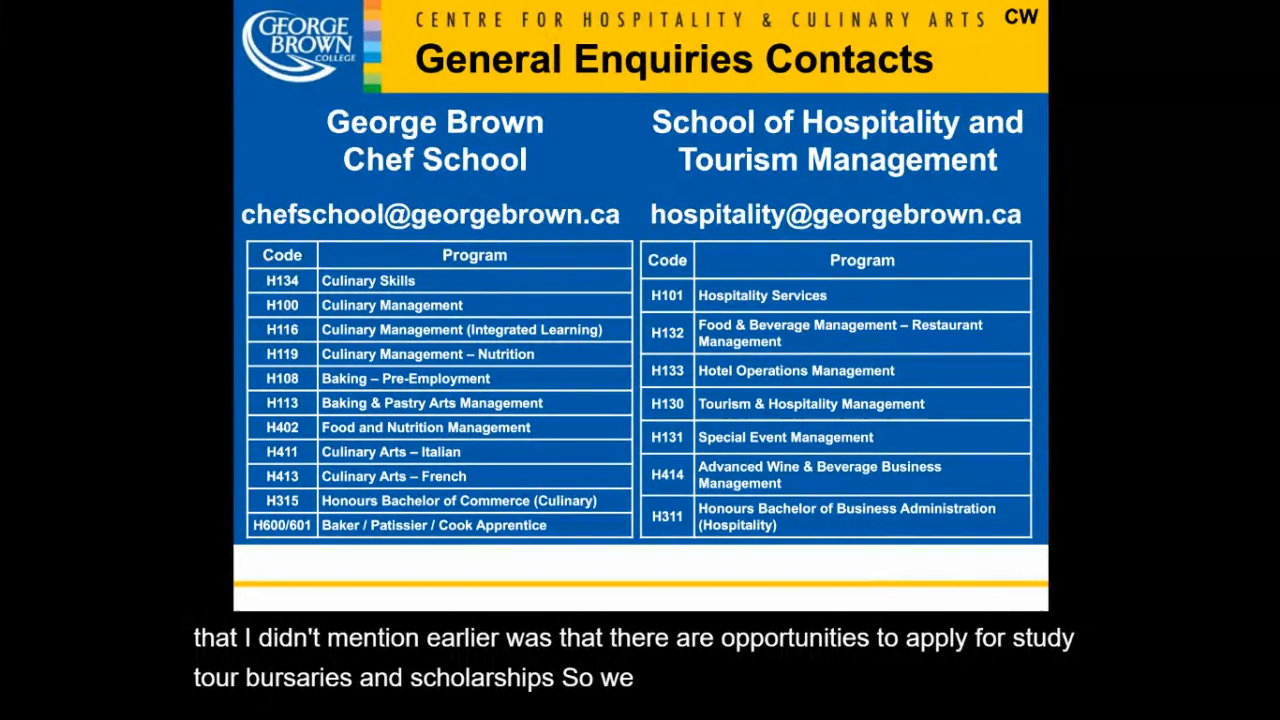 GEORGE
BROWN
COLLEGE
CENTRE FOR HOSPITALITY & CULINARY ARTS
CW
General Enquiries Contacts
George Brown
Chef School
chefschool@georgebrown.ca
Code Program
H134 Culinary Skills
H100 Culinary Management
H116 Culinary Management (Integrated Learning)
H119 Culinary Management – Nutrition
H108 Baking – Pre-Employment
H113 Baking & Pastry Arts Management
H402 Food and Nutrition Management
H411 Culinary Arts – Italian
H413 Culinary Arts – French
H315 Honours Bachelor of Commerce (Culinary)
H600/601 Baker / Patissier / Cook Apprentice
School of Hospitality and
Tourism Management
hospitality@georgebrown.ca
Code Program
H101 Hospitality Services
H132 Food & Beverage Management – Restaurant
Management
H133 Hotel Operations Management
H130 Tourism & Hospitality Management
H131 Special Event Management
H414 Advanced Wine & Beverage Business
Management
H311 Honours Bachelor of Business Administration
(Hospitality)
that I didn't mention earlier was that there are opportunities to apply for study
tour bursaries and scholarships So we